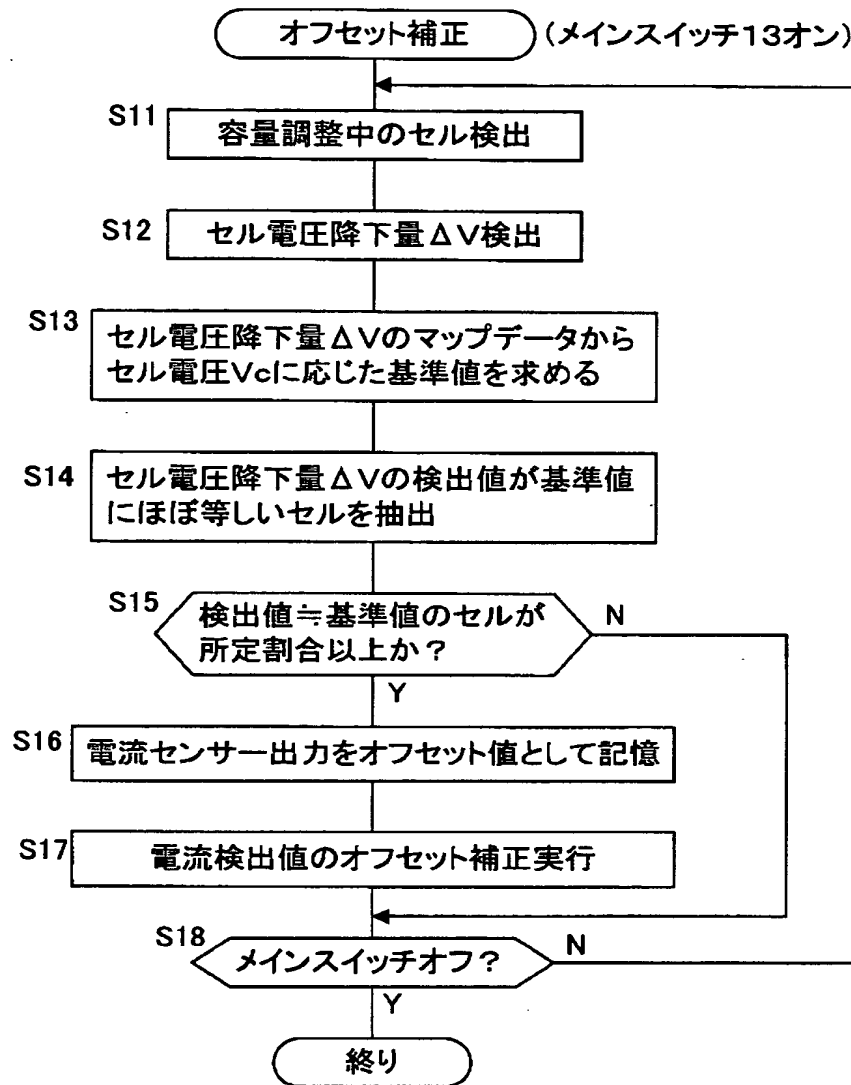 オフセット補正
(メインスイッチ13オン)
S11
容量調整中のセル検出
S12
セル電圧降下量ΔV検出
S13
セル電圧降下量ΔVのマップデータから
セル電圧Vcに応じた基準値を求める
S14
セル電圧降下量ΔVの検出値が基準値
にほぼ等しいセルを抽出
S15
検出値≒基準値のセルが
所定割合以上か?
N
Y
S16
電流センサー出力をオフセット値として記憶
S17
電流検出値のオフセット補正実行
S18
メインスイッチオフ?
N
Y
終り